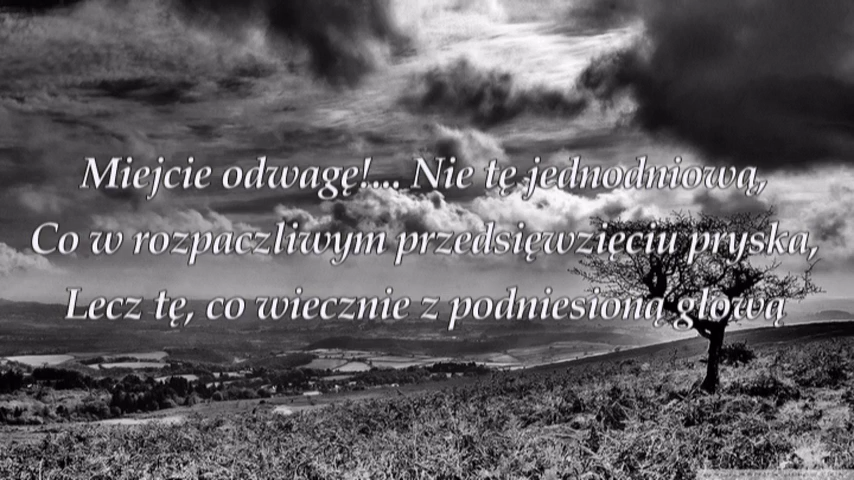 Miejcie odwagę!... Nie tę jednodniową,
Co w rozpaczliwym przedsięwzięciu pryska,
Lecz tę, co wiecznie z podniesioną głową